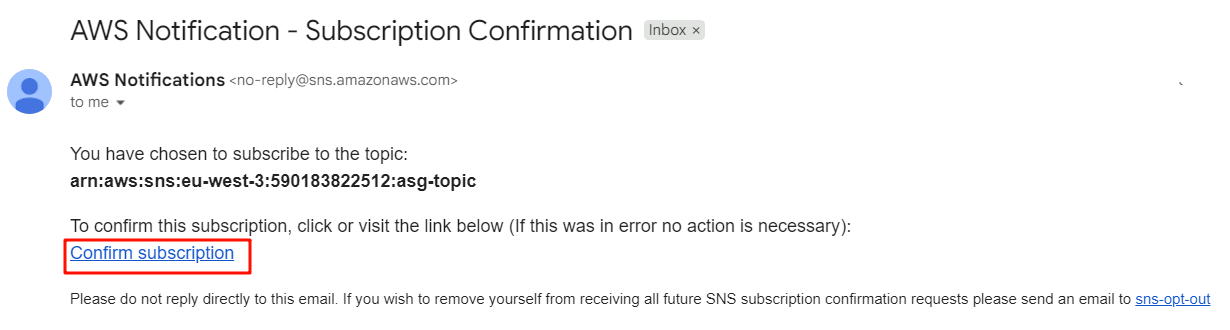 AWS Notification - Subscription Confirmation Inbox ×
AWS Notifications <no-reply@sns.amazonaws.com>
to me
You have chosen to subscribe to the topic:
arn:aws:sns:eu-west-3:590183822512:asg-topic
To confirm this subscription, click or visit the link below (If this was in error no action is necessary):
Confirm subscription
Please do not reply directly to this email. If you wish to remove yourself from receiving all future SNS subscription confirmation requests please send an email to sns-opt-out